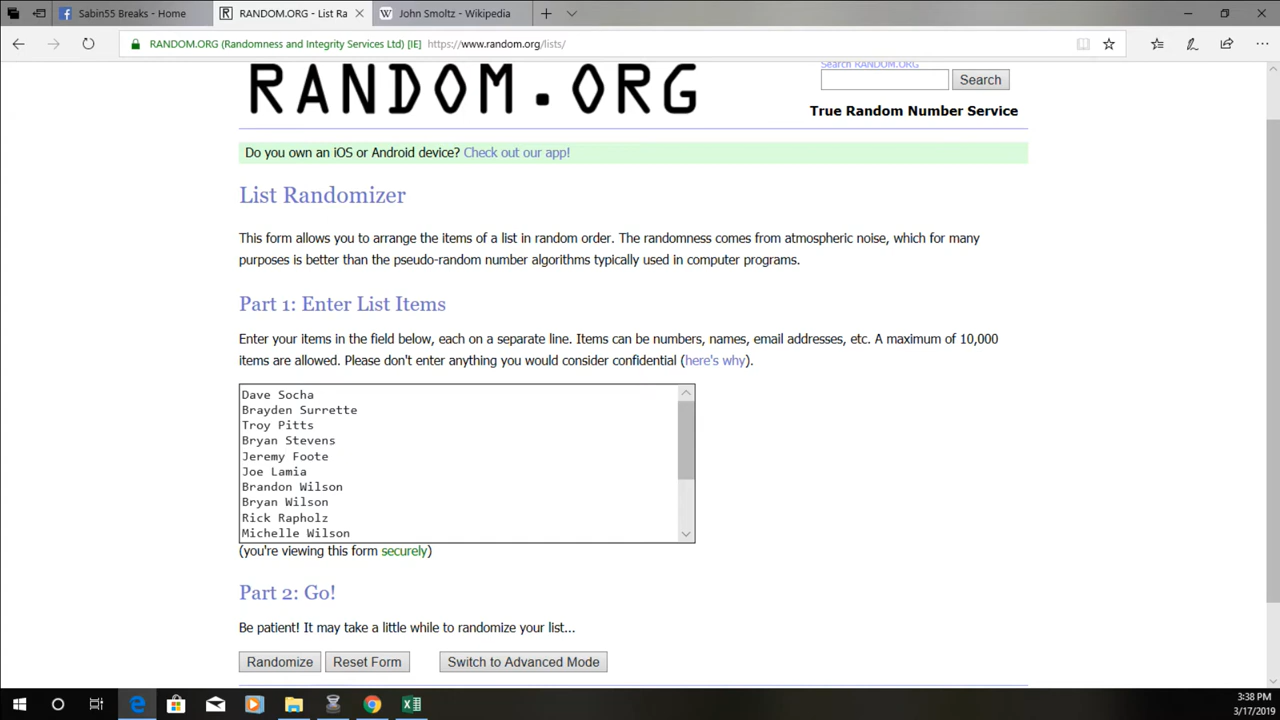 Sabin55 Breaks - Home
RANDOM.ORG - List Ra
John Smoltz - Wikipedia
RANDOM.ORG (Randomness and Integrity Services Ltd) [IE] https://www.random.org/lists/
RANDOM.ORG
Search RANDOM.ORG
Search
True Random Number Service
Do you own an iOS or Android device? Check out our app!
List Randomizer
This form allows you to arrange the items of a list in random order. The randomness comes from atmospheric noise, which for many
purposes is better than the pseudo-random number algorithms typically used in computer programs.
Part 1: Enter List Items
Enter your items in the field below, each on a separate line. Items can be numbers, names, email addresses, etc. A maximum of 10,000
items are allowed. Please don't enter anything you would consider confidential (here's why).
Dave Socha
Brayden Surrette
Troy Pitts
Bryan Stevens
Jeremy Foote
Joe Lamia
Brandon Wilson
Bryan Wilson
Rick Rapholz
Michelle Wilson
(you're viewing this form securely)
Part 2: Go!
Be patient! It may take a little while to randomize your list...
Randomize
Reset Form
Switch to Advanced Mode
3:38 PM
3/17/2019